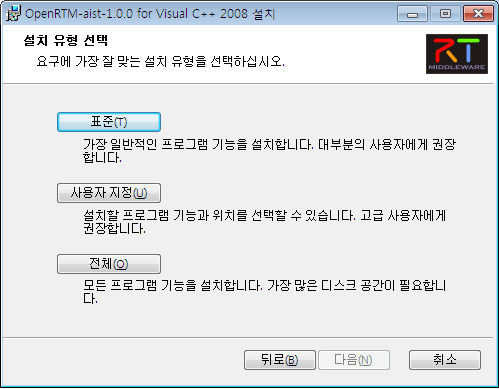 OpenRTM-aist-1.0.0 for Visual C++ 2008 설치
설치 유형 선택
요구에 가장 잘 맞는 설치 유형을 선택하십시오.
RT
MIDDLEWARE
표준(T)
가장 일반적인 프로그램 기능을 설치합니다. 대부분의 사용자에게 권장
합니다.
사용자 지정(U)
설치할 프로그램 기능과 위치를 선택할 수 있습니다. 고급 사용자에게
권장합니다.
전체(O)
모든 프로그램 기능을 설치합니다. 가장 많은 디스크 공간이 필요합니
다.
뒤로(B)
다음(N)
취소